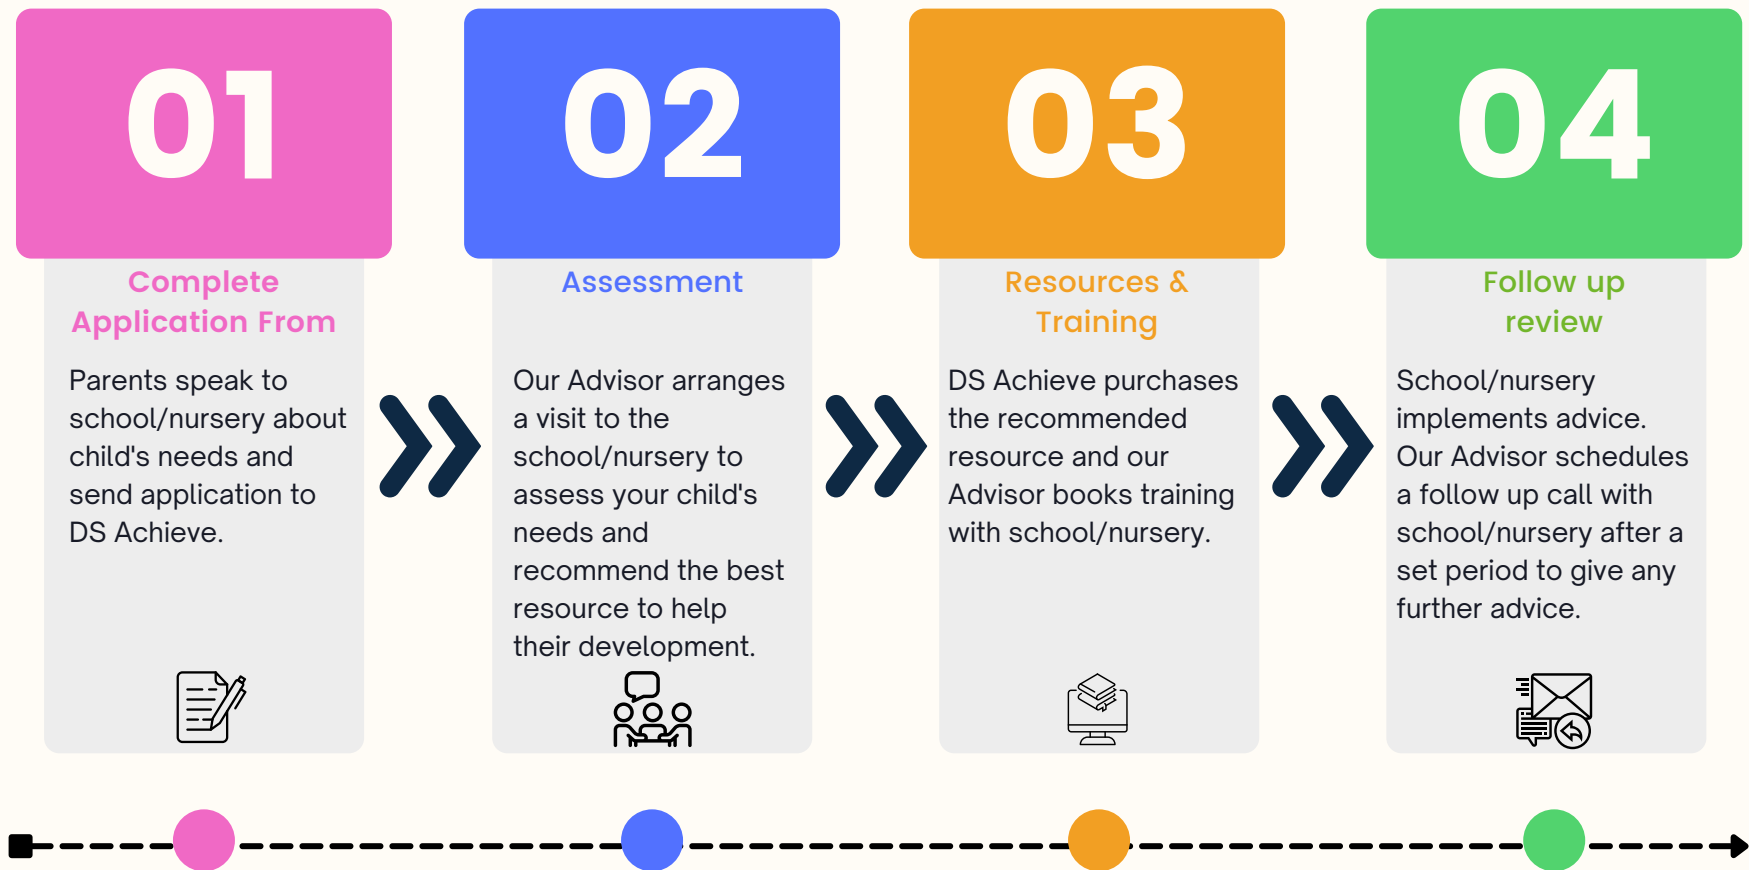 01
Complete
Application From
Parents speak to
school/nursery about
child's needs and
send application to
DS Achieve.
02
Assessment
Our Advisor arranges
a visit to the
school/nursery to
assess your child's
needs and
recommend the best
resource to help
their development.
03
Resources &
Training
DS Achieve purchases
the recommended
resource and our
Advisor books training
with school/nursery.
04
Follow up
review
School/nursery
implements advice.
Our Advisor schedules
a follow up call with
school/nursery after a
set period to give any
further advice.